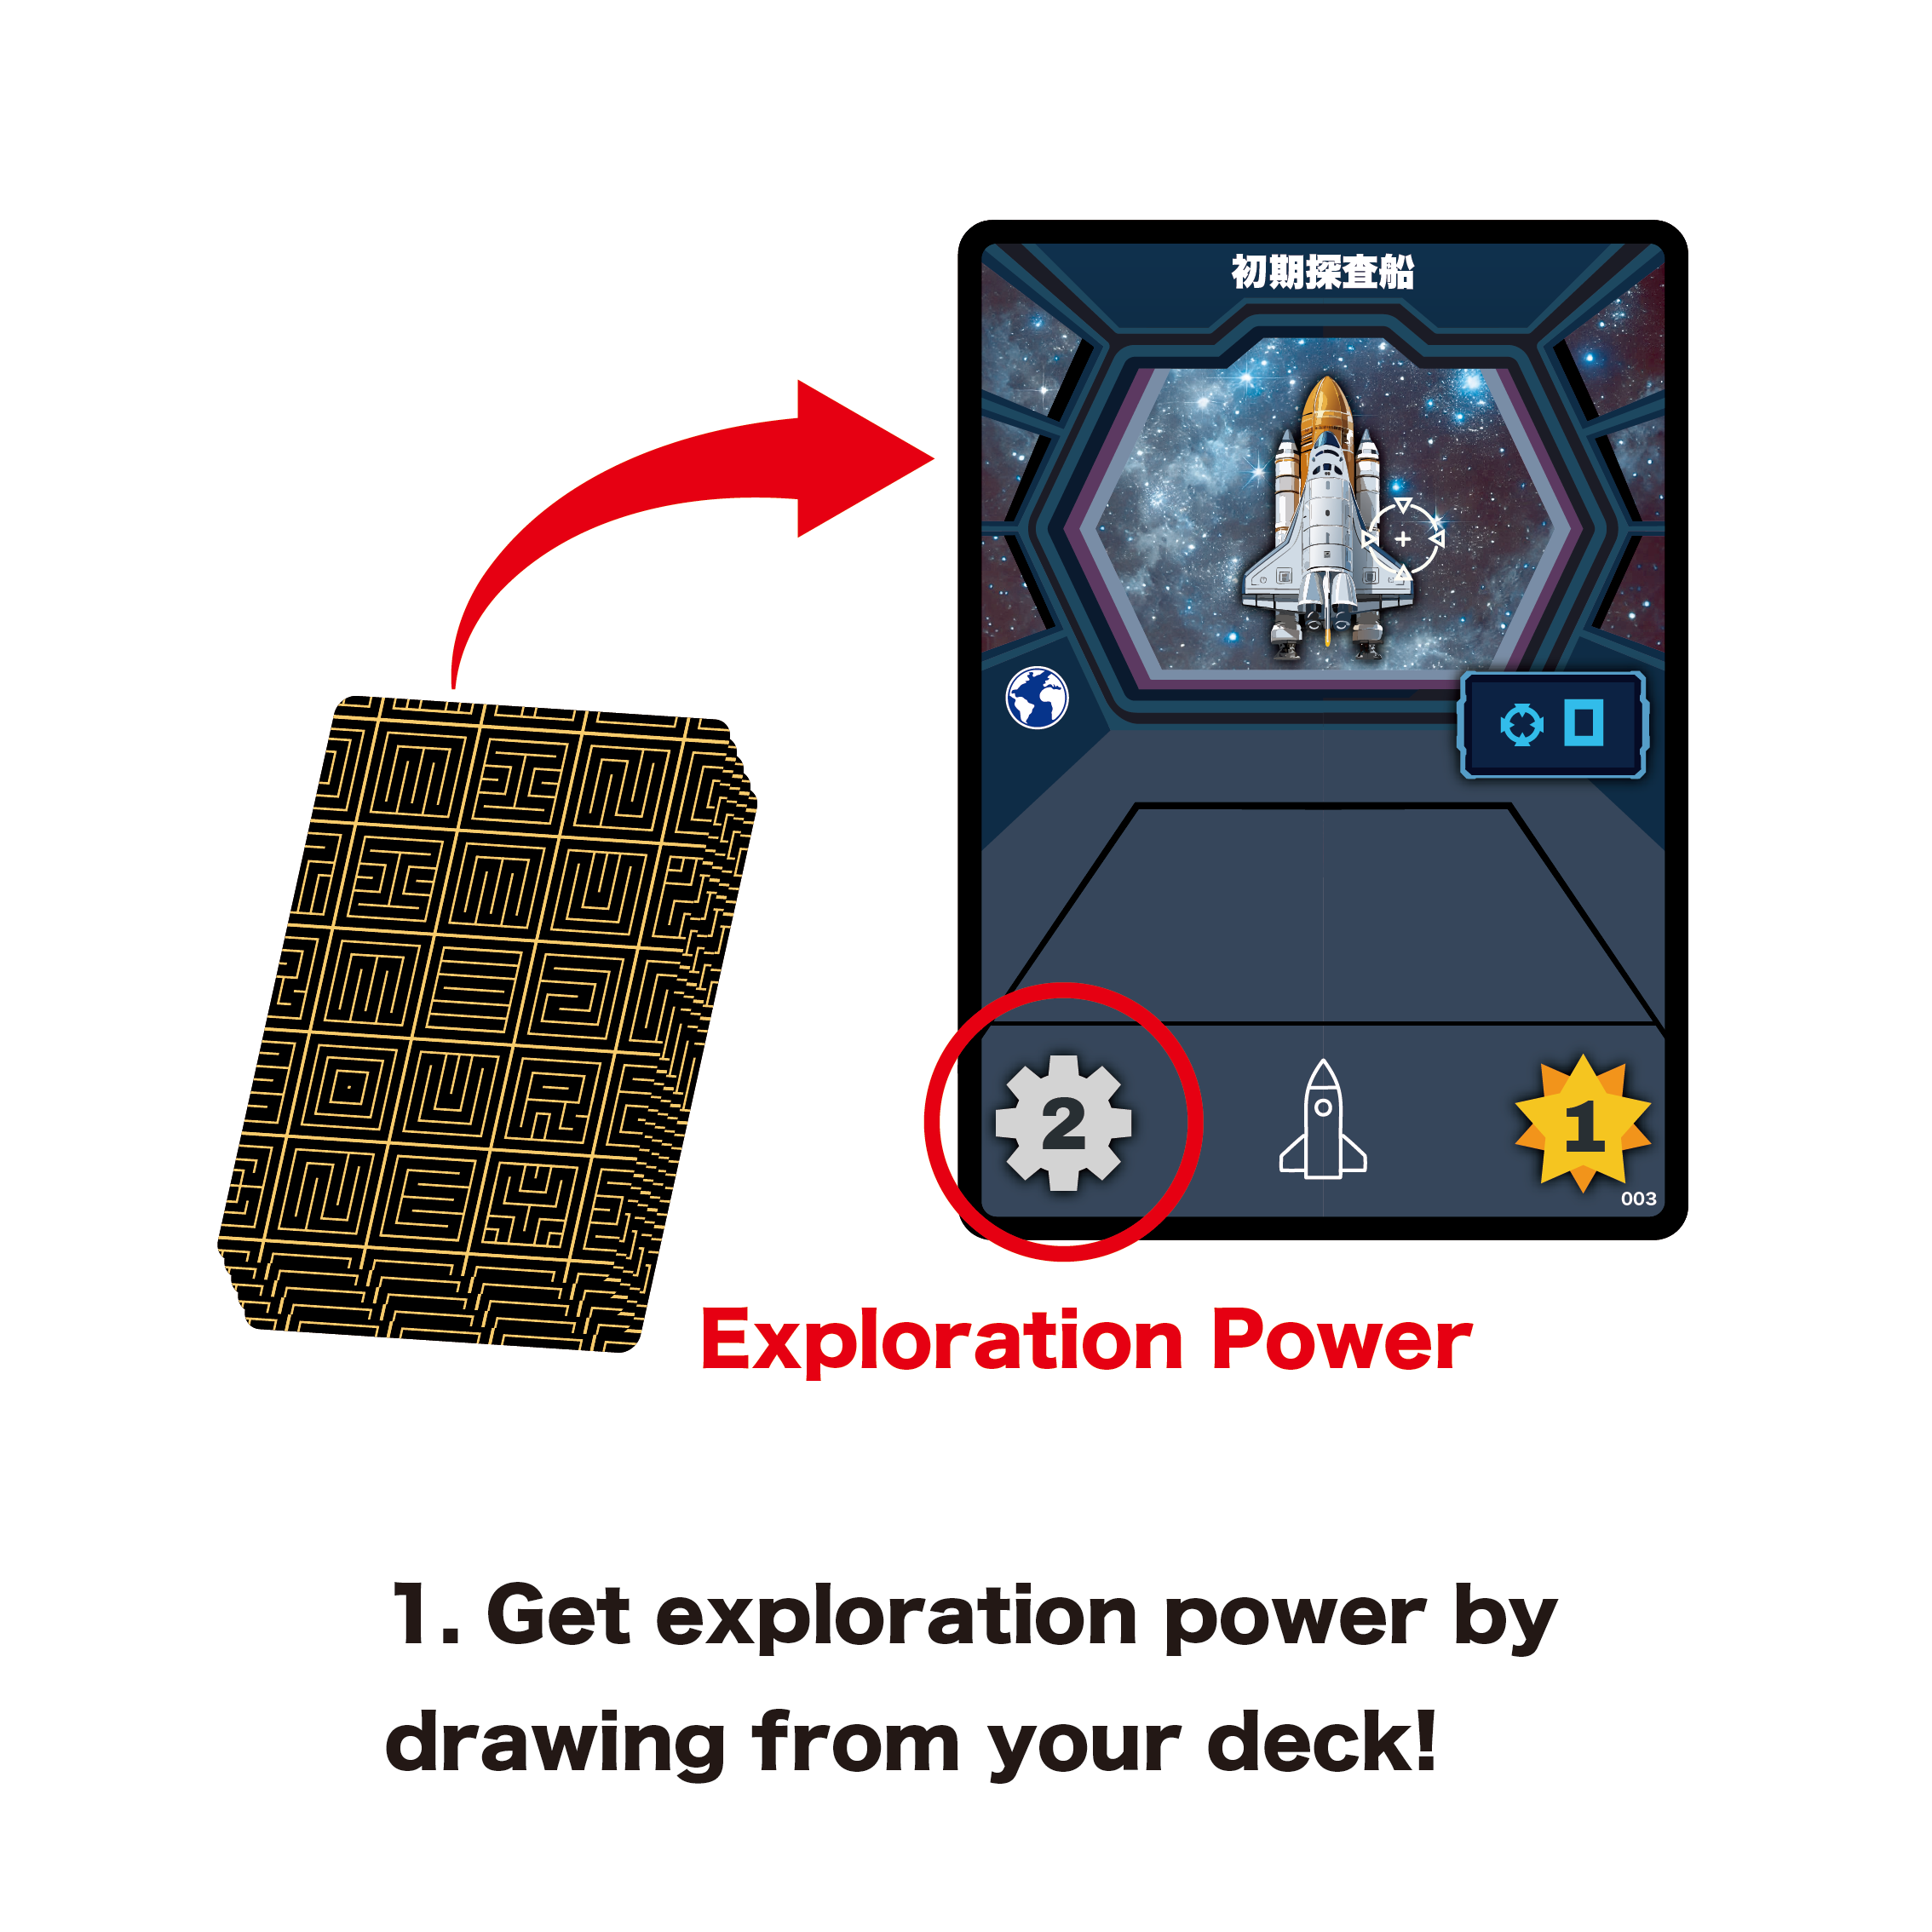 初期探査船
2
1
003
Exploration Power
1. Get exploration power by
drawing from your deck!